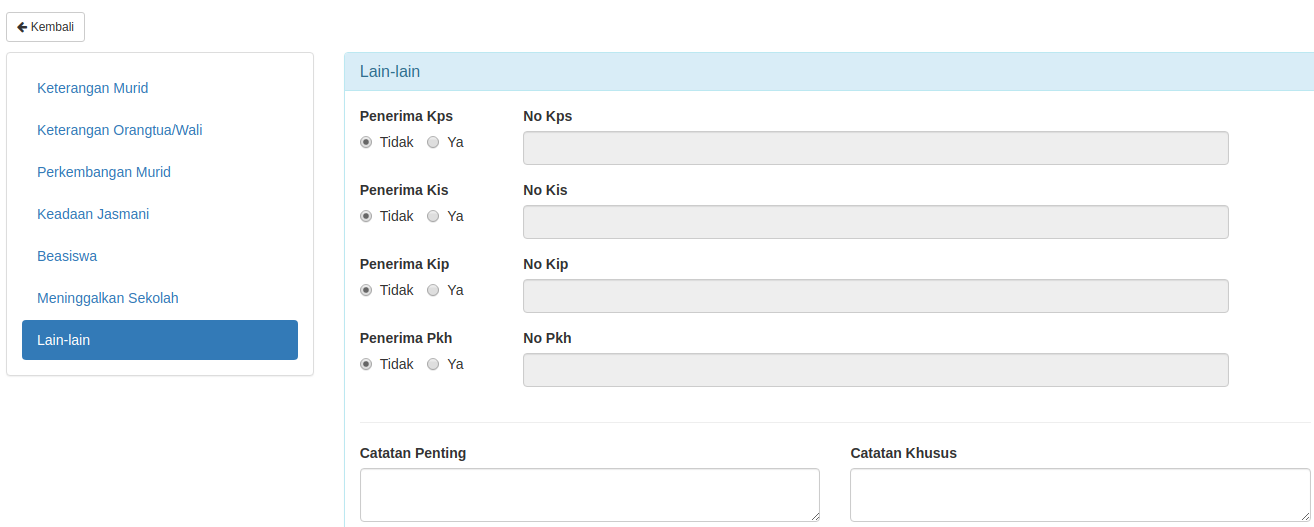 Kembali
Keterangan Murid
Keterangan Orangtua/Wali
Perkembangan Murid
Keadaan Jasmani
Beasiswa
Meninggalkan Sekolah
Lain-lain
Lain-lain
Penerima Kps No Kps
Tidak Ya
Penerima Kis No Kis
Tidak Ya
Penerima Kip No Kip
Tidak Ya
Penerima Pkh No Pkh
Tidak Ya
Catatan Penting Catatan Khusus